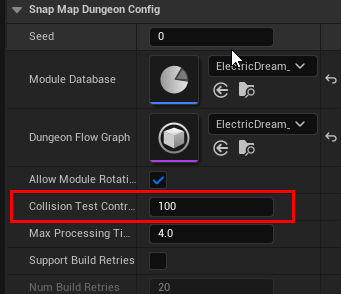 Snap Map Dungeon Config
Seed 0
Module Database ElectricDream_
Dungeon Flow Graph ElectricDream_
Allow Module Rotati...
Collision Test Contr... 100
Max Processing Ti... 4.0
Support Build Retries
Num Build Retries 20